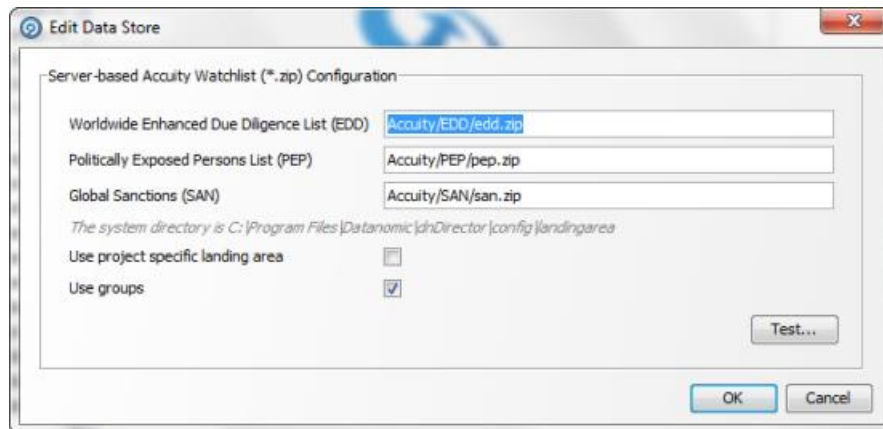 Edit Data Store
Server-based Accuity Watchlist (*.zip) Configuration
Worldwide Enhanced Due Diligence List (EDD) Accuity/EDD/edd.zip
Politically Exposed Persons List (PEP) Accuity/PEP/pep.zip
Global Sanctions (SAN) Accuity/SAN/san.zip
The system directory is C:\Program Files\Datanomic\dnDirector\config\landingarea
Use project specific landing area
Use groups
Test...
OK Cancel